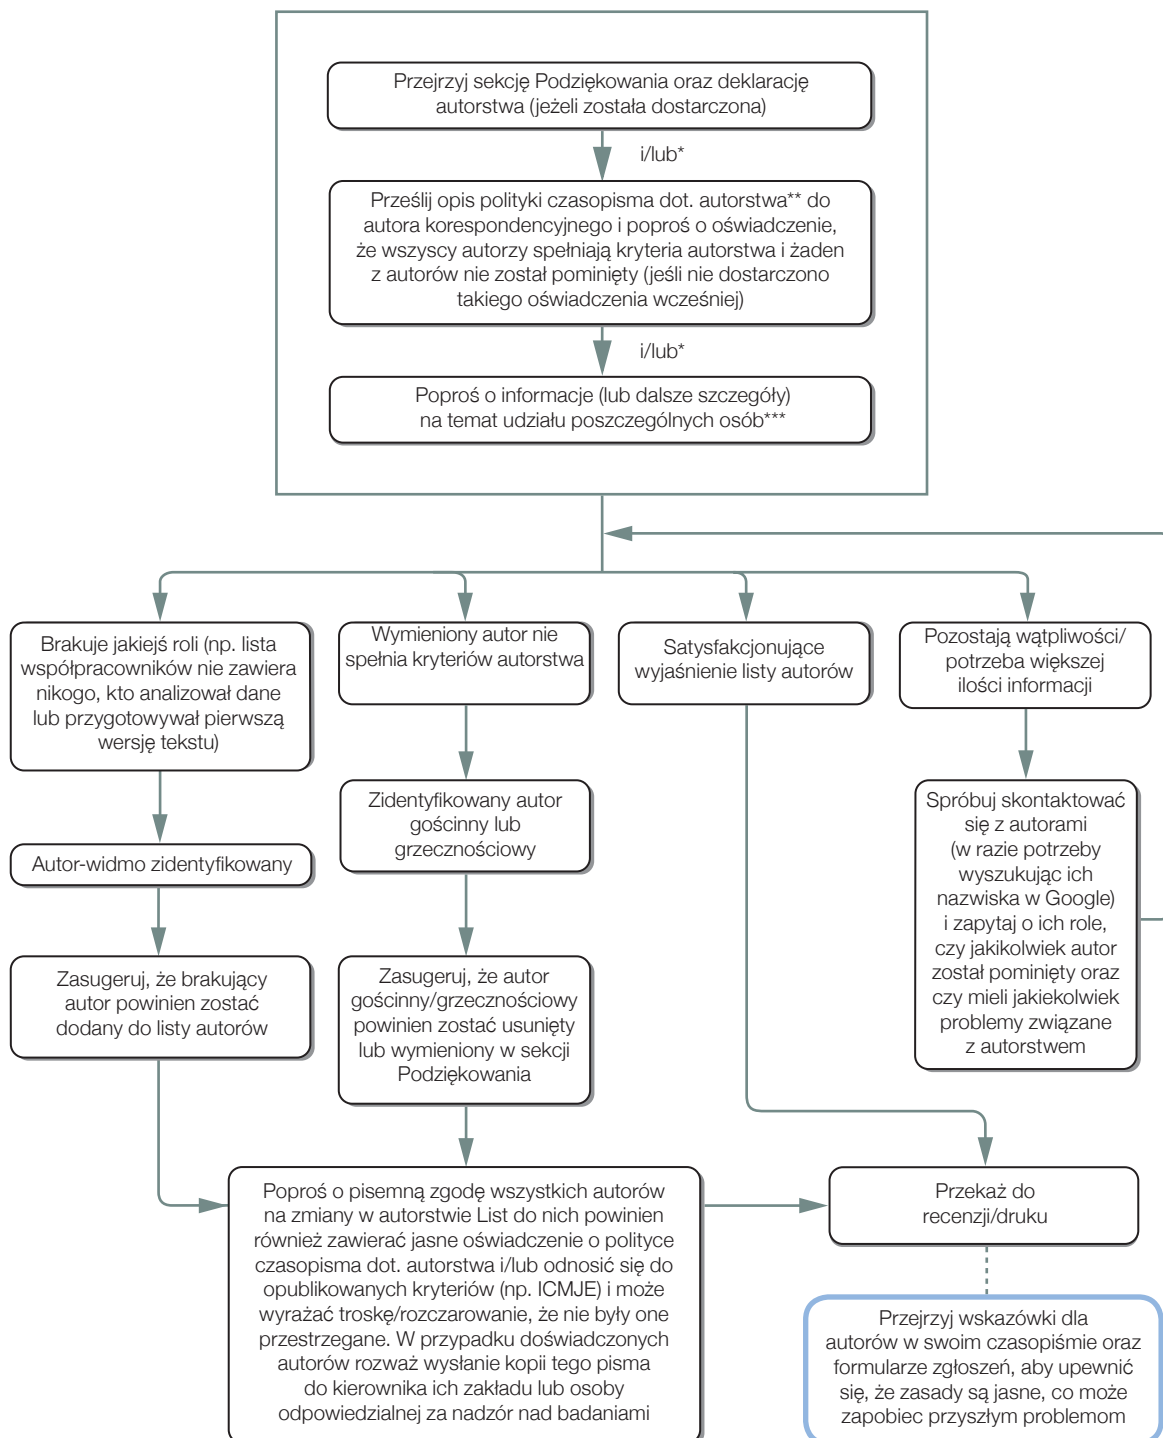 Przejrzyj sekcję Podziękowania oraz deklarację
autorstwa (jeżeli została dostarczona)
i/lub*
Prześlij opis polityki czasopisma dot. autorstwa** do
autora korespondencyjnego i poproś o oświadczenie,
że wszyscy autorzy spełniają kryteria autorstwa i żaden
z autorów nie został pominięty (jeśli nie dostarczono
takiego oświadczenia wcześniej)
i/lub*
Poproś o informacje (lub dalsze szczegóły)
na temat udziału poszczególnych osób***
Brakuje jakiejś roli (np. lista
współpracowników nie zawiera
nikogo, kto analizował dane
lub przygotowywał pierwszą
wersję tekstu)
Wymieniony autor nie
spełnia kryteriów autorstwa
Satysfakcjonujące
wyjaśnienie listy autorów
Pozostają wątpliwości/
potrzeba większej
ilości informacji
Autor-widmo zidentyfikowany
Zidentyfikowany autor
gościnny lub
grzecznościowy
Spróbuj skontaktować
się z autorami
(w razie potrzeby
wyszukując ich
nazwiska w Google)
i zapytaj o ich role,
czy jakikolwiek autor
został pominięty oraz
czy mieli jakiekolwiek
problemy związane
z autorstwem
Zasugeruj, że brakujący
autor powinien zostać
dodany do listy autorów
Zasugeruj, że autor
gościnny/grzecznościowy
powinien zostać usunięty
lub wymieniony w sekcji
Podziękowania
Poproś o pisemną zgodę wszystkich autorów
na zmiany w autorstwie List do nich powinien
również zawierać jasne oświadczenie o polityce
czasopisma dot. autorstwa i/lub odnosić się do
opublikowanych kryteriów (np. ICMJE) i może
wyrażać troskę/rozczarowanie, że nie były one
przestrzegane. W przypadku doświadczonych
autorów rozważ wysłanie kopii tego pisma
do kierownika ich zakładu lub osoby
odpowiedzialnej za nadzór nad badaniami
Przekaż do
recenzji/druku
Przejrzyj wskazówki dla
autorów w swoim czasopiśmie oraz
formularze zgłoszeń, aby upewnić
się, że zasady są jasne, co może
zapobiec przyszłym problemom